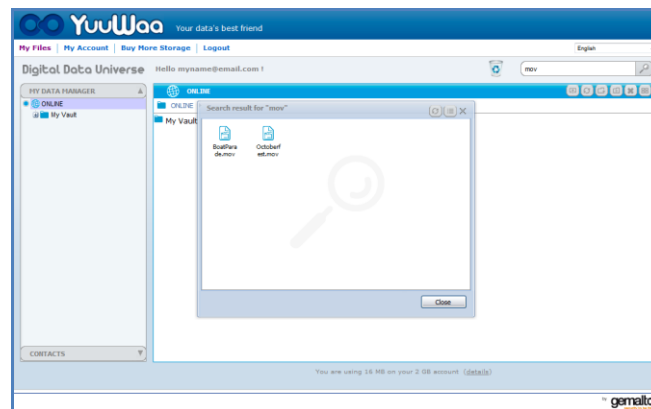 YuuWaa Your data's best friend
My Files | My Account | Buy More Storage | Logout English
Digital Data Universe Hello myname@email.com ! mov
MY DATA MANAGER ONLINE
ONLINE ONLINE Search result for "mov"
My Vault My Vault
BoatPara
de.mov
Octoberf
est.mov
Close
CONTACTS
You are using 16 MB on your 2 GB account (details)
by gemalto